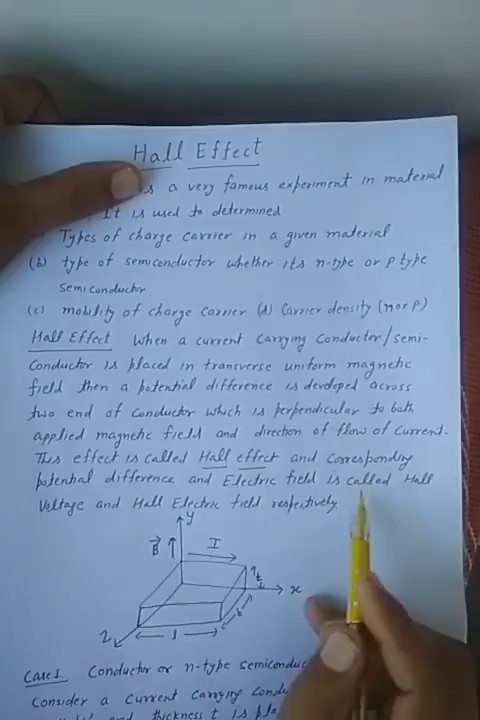 Hall Effect
is a very famous experiment in material
It is used to determined
Types of charge carrier in a given material
(b) type of semiconductor whether its n-type or P type
Semiconductor
(c) mobility of charge carrier (d) Carrier density (n or p)
Hall Effect When a current carrying conductor/semi-
Conductor is placed in transverse uniform magnetic
field then a potential difference is developed across
two end of conductor which is perpendicular to both
applied magnetic field and direction of flow of current.
This effect is called Hall effect and corresponding
potential difference and Electric field is called Hall
Voltage and Hall Electric field respectively.
y
B I
t
x
b
l
Z
Case 1 Conductor or n-type semicondu
Consider a current carrying condu
and thickness t is pla